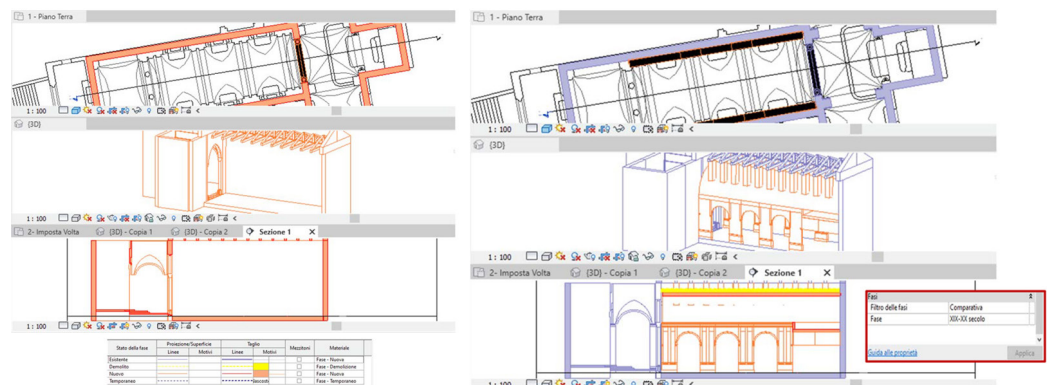 1 - Piano Terra
1 : 100
{3D}
1 : 100
2- Imposta Volta {3D} - Copia 1 {3D} - Copia 2 Sezione 1 X
1 : 100
Stato della fase Proiezione/Superficie Taglio Mezzitoni Materiale
Linee Motivi Linee Motivi
Esistente Fase - Nuova
Demolito Fase - Demolizione
Nuovo Fase - Nuova
Temporaneo Fase - Temporaneo
1 - Piano Terra
1 : 100
{3D}
1 : 100
2- Imposta Volta {3D} - Copia 1 {3D} - Copia 2 Sezione 1 X
1 : 100
Fasi
Filtro delle fasi Comparativa
Fase XIX-XX secolo
Guida alle proprietà Applica